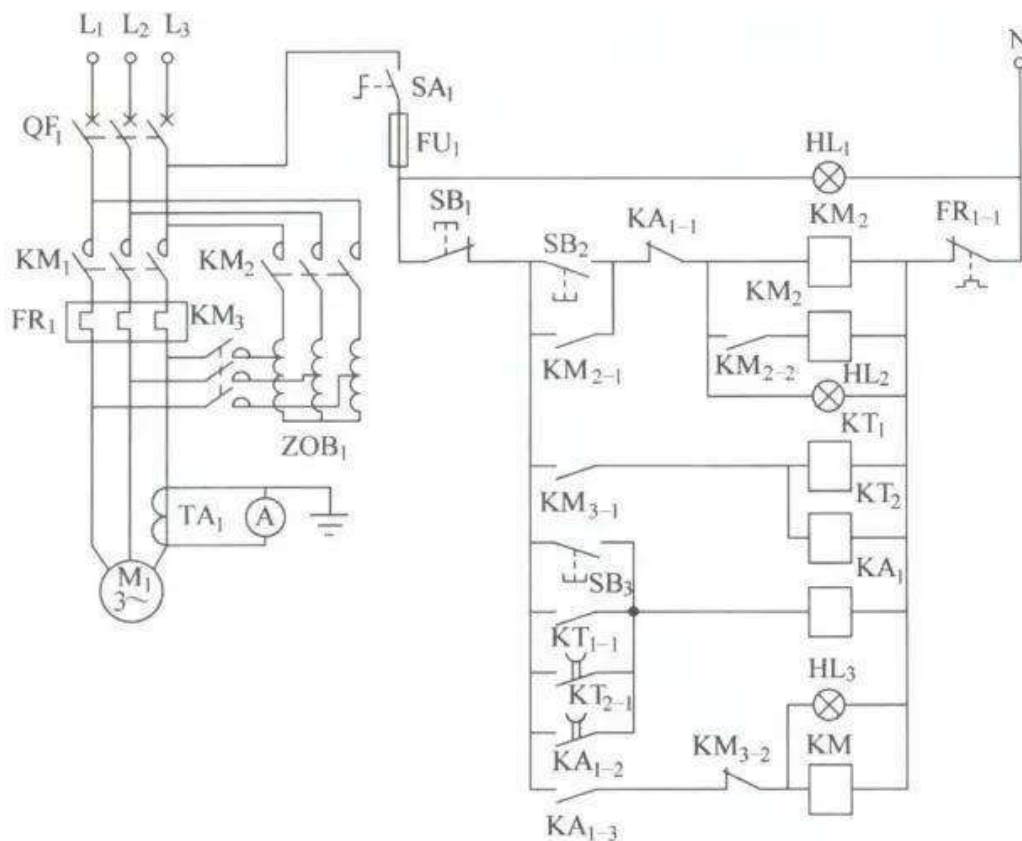 L₁ L₂ L₃
N
SA₁
QF₁
FU₁
HL₁
SB₁
SB₂
KA₁₋₁
KM₂
FR₁₋₁
KM₁
KM₂
KM₂
FR₁
KM₃
KM₂₋₁
KM₂₋₂
HL₂
KT₁
ZOB₁
KM₃₋₁
KT₂
TA₁
A
KA₁
SB₃
M₁
3~
KT₁₋₁
KT₂₋₁
HL₃
KA₁₋₂
KM₃₋₂
KM
KA₁₋₃